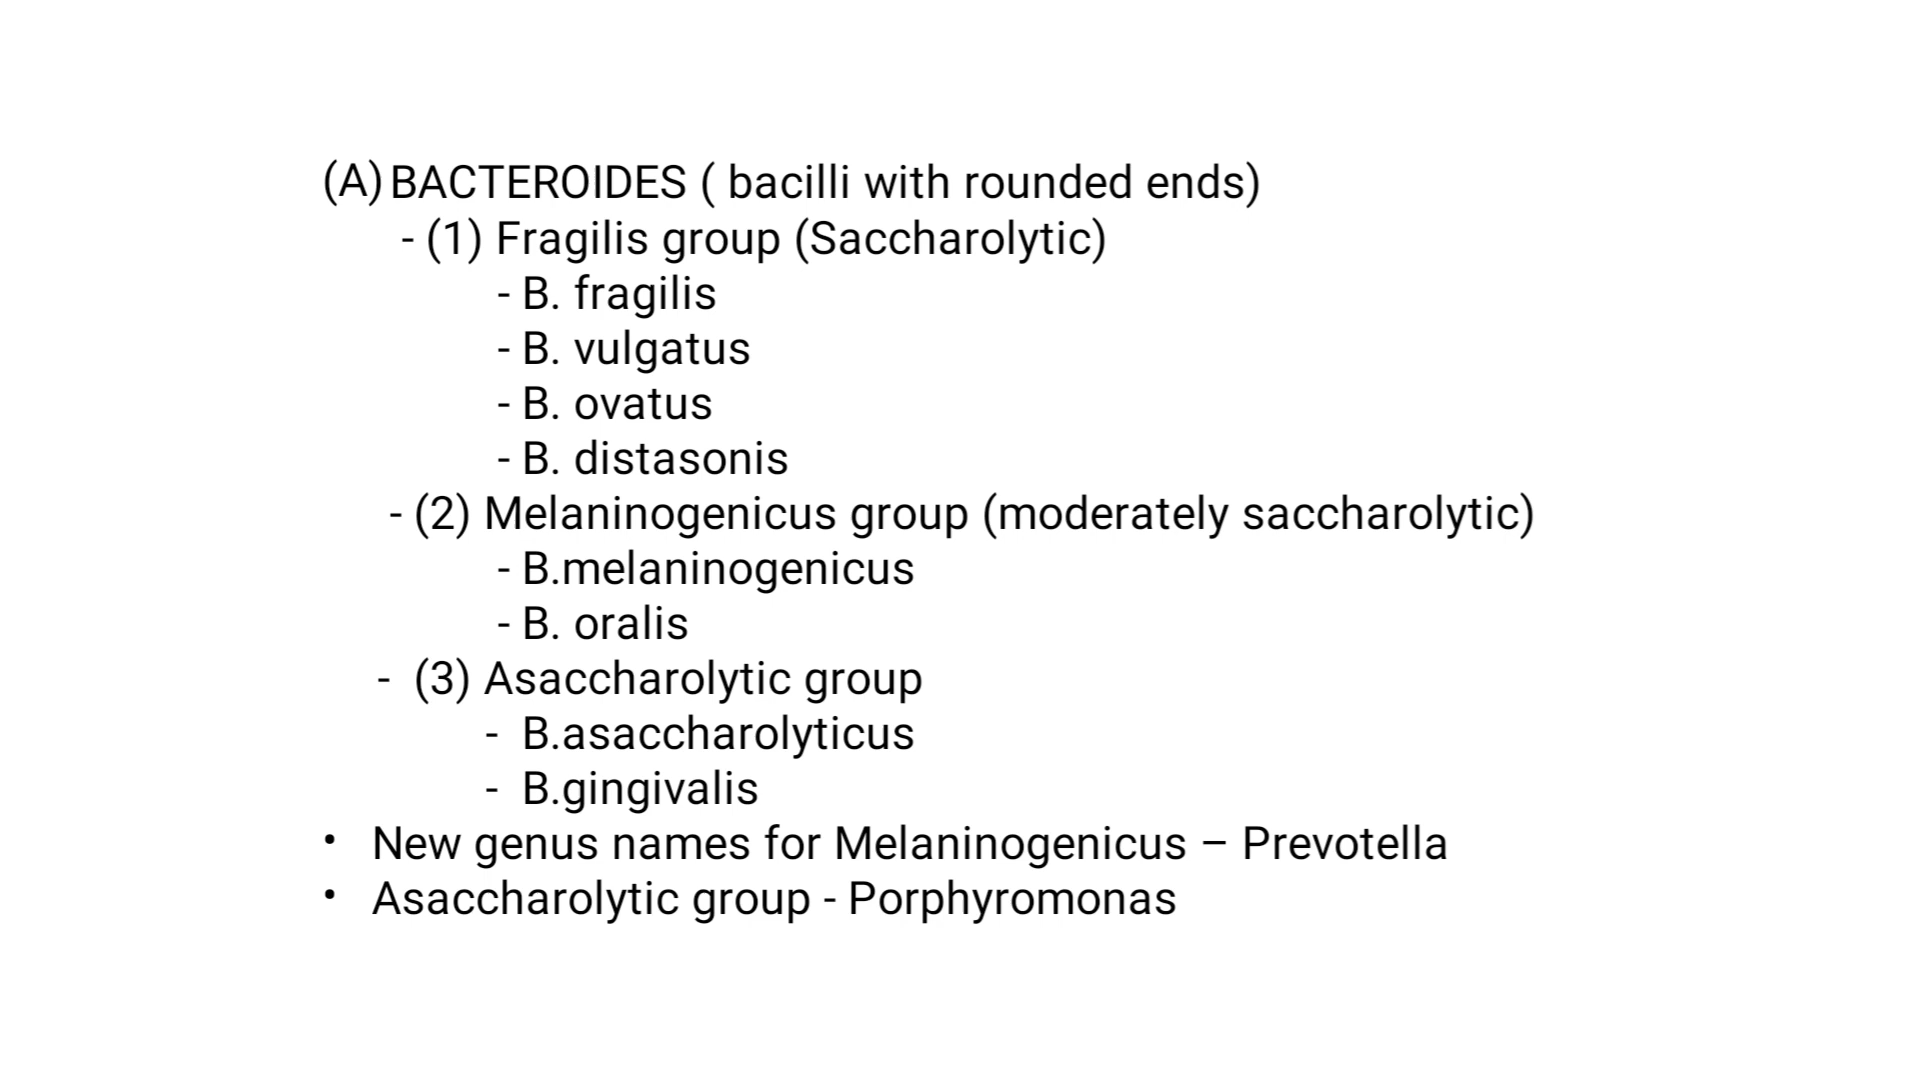 (A) BACTEROIDES ( bacilli with rounded ends)
- (1) Fragilis group (Saccharolytic)
- B. fragilis
- B. vulgatus
- B. ovatus
- B. distasonis
- (2) Melaninogenicus group (moderately saccharolytic)
- B.melaninogenicus
- B. oralis
- (3) Asaccharolytic group
- B.asaccharolyticus
- B.gingivalis
• New genus names for Melaninogenicus – Prevotella
• Asaccharolytic group - Porphyromonas